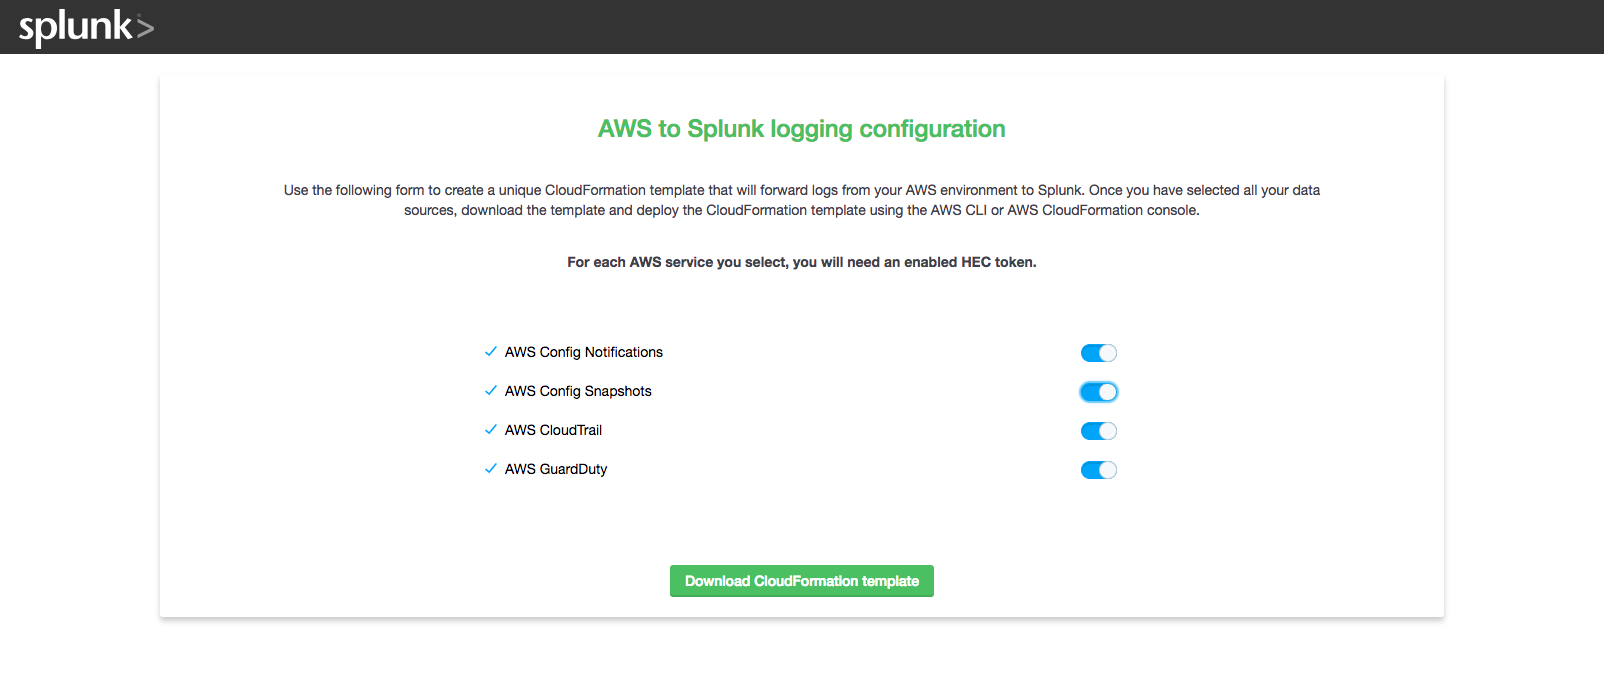 splunk>
AWS to Splunk logging configuration
Use the following form to create a unique CloudFormation template that will forward logs from your AWS environment to Splunk. Once you have selected all your data
sources, download the template and deploy the CloudFormation template using the AWS CLI or AWS CloudFormation console.
For each AWS service you select, you will need an enabled HEC token.
AWS Config Notifications
AWS Config Snapshots
AWS CloudTrail
AWS GuardDuty
Download CloudFormation template